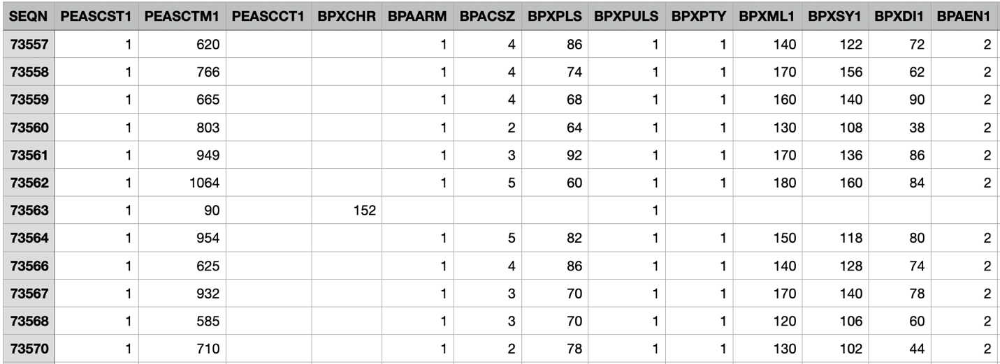 SEQN PEASCST1 PEASCTM1 PEASCCT1 BPXCHR BPAARM BPACSZ BPXPLS BPXPULS BPXPTY BPXML1 BPXSY1 BPXDI1 BPAEN1
73557 1 620 1 4 86 1 1 140 122 72 2
73558 1 766 1 4 74 1 1 170 156 62 2
73559 1 665 1 4 68 1 1 160 140 90 2
73560 1 803 1 2 64 1 1 130 108 38 2
73561 1 949 1 3 92 1 1 170 136 86 2
73562 1 1064 1 5 60 1 1 180 160 84 2
73563 1 90 152 1
73564 1 954 1 5 82 1 1 150 118 80 2
73566 1 625 1 4 86 1 1 140 128 74 2
73567 1 932 1 3 70 1 1 170 140 78 2
73568 1 585 1 3 70 1 1 120 106 60 2
73570 1 710 1 2 78 1 1 130 102 44 2